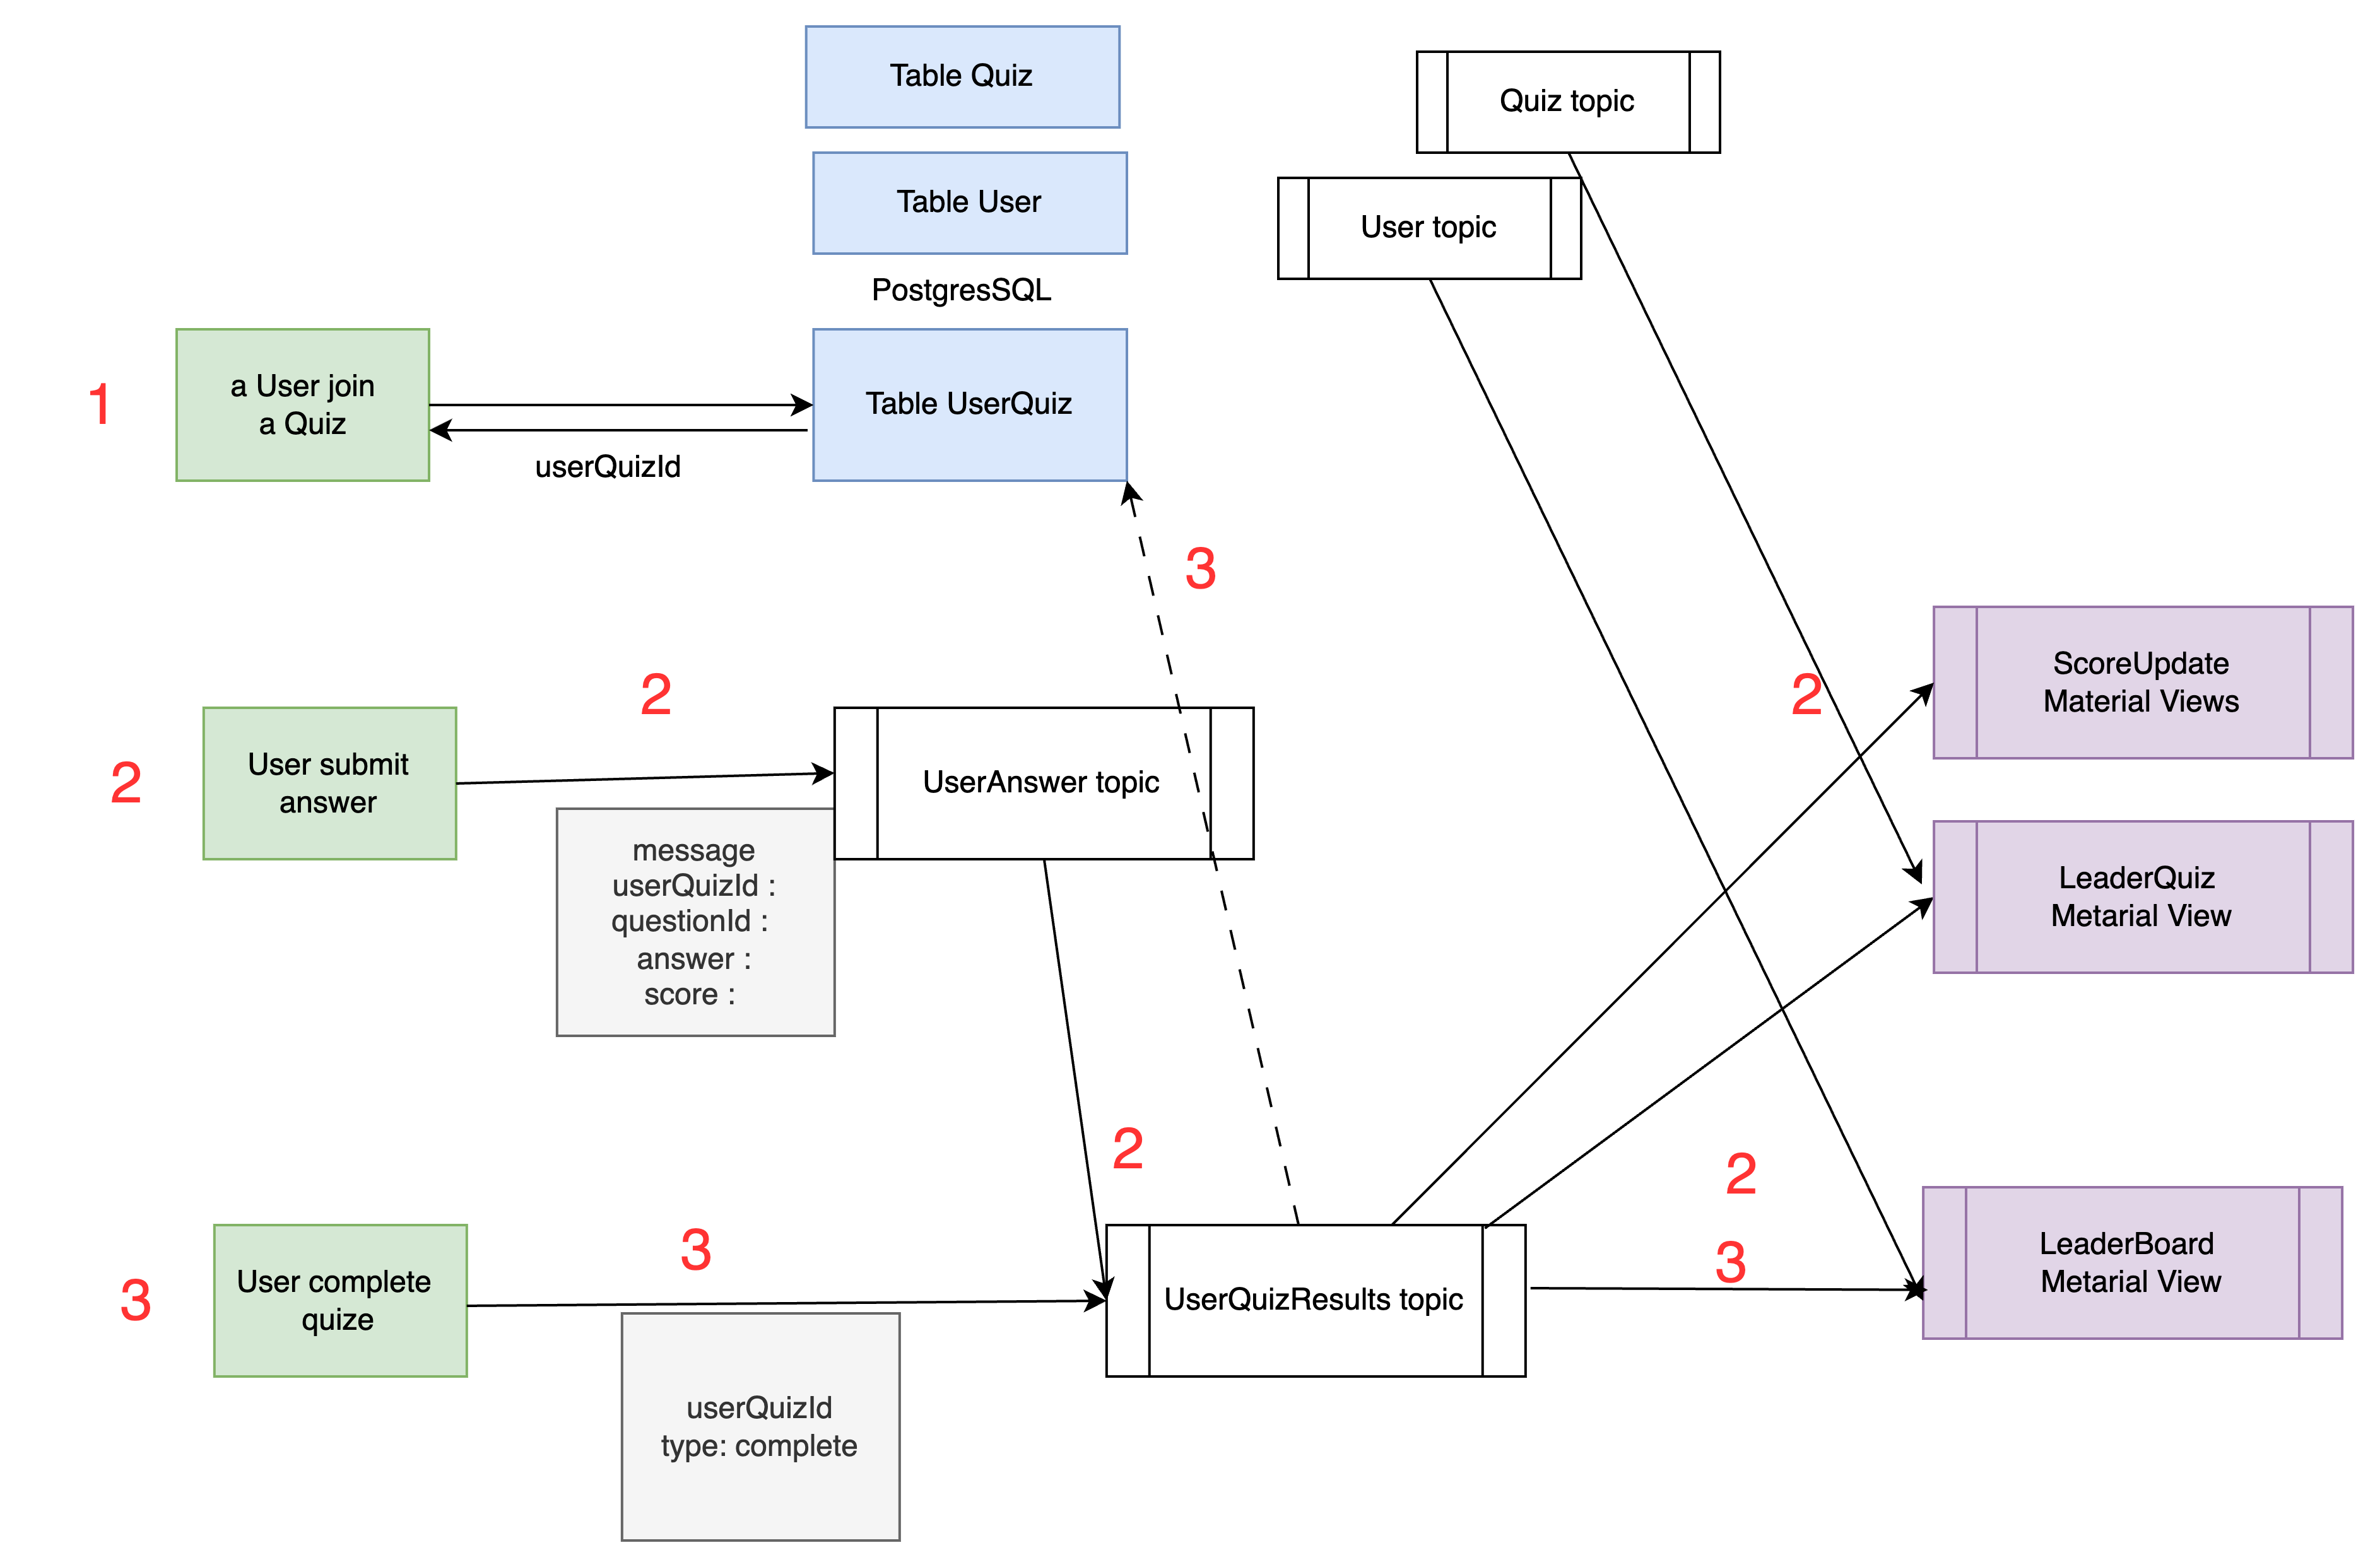 Table Quiz
Quiz topic
Table User
User topic
PostgresSQL
1
a User join
a Quiz
Table UserQuiz
userQuizId
3
2
2
ScoreUpdate
Material Views
2
User submit
answer
UserAnswer topic
message
userQuizId :
questionId :
answer :
score :
LeaderQuiz
Metarial View
2
2
3
3
3
User complete
quize
UserQuizResults topic
LeaderBoard
Metarial View
userQuizId
type: complete